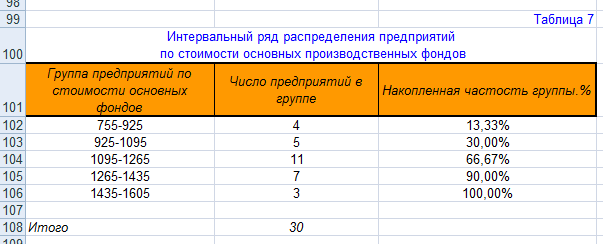 98
99 Таблица 7
100 Интервальный ряд распределения предприятий
по стоимости основных производственных фондов
101 Группа предприятий по стоимости основных фондов Число предприятий в группе Накопленная частость группы.%
102 755-925 4 13,33%
103 925-1095 5 30,00%
104 1095-1265 11 66,67%
105 1265-1435 7 90,00%
106 1435-1605 3 100,00%
107
108 Итого 30
109